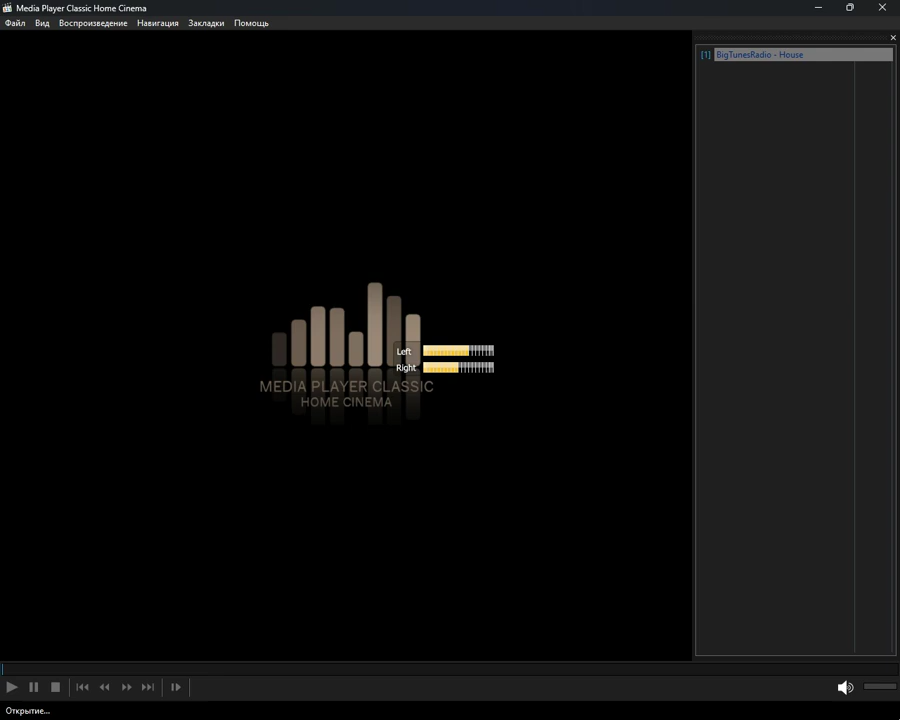 Media Player Classic Home Cinema
Файл Вид Воспроизведение Навигация Закладки Помощь
[1] BigTunesRadio - House
Left
Right
MEDIA PLAYER CLASSIC
HOME CINEMA
Открытие...